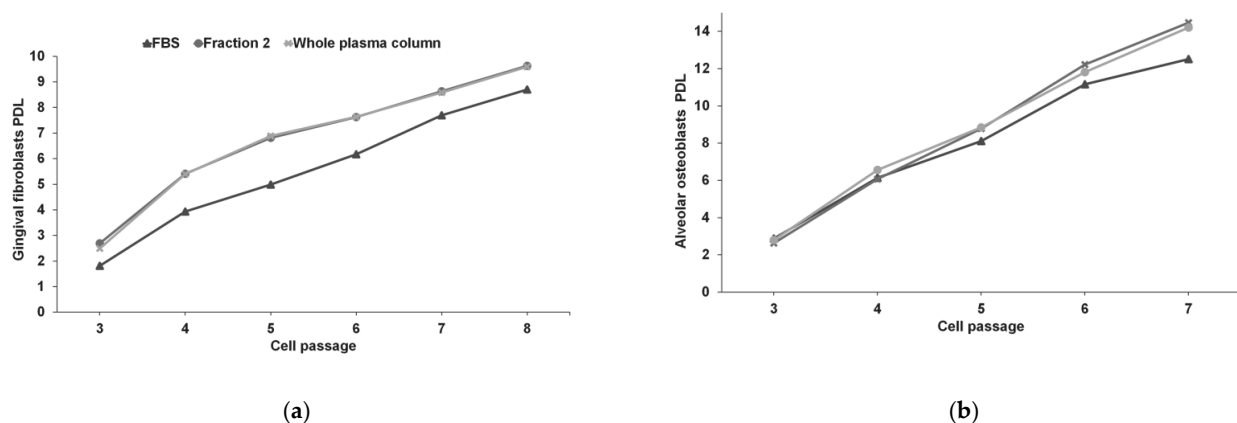 FBS Fraction 2 Whole plasma column
10
9
8
7
6
5
4
3
2
1
0
Gingival fibroblasts PDL
3 4 5 6 7 8
Cell passage
(a)
14
12
10
8
6
4
2
0
Alveolar osteoblasts PDL
3 4 5 6 7
Cell passage
(b)